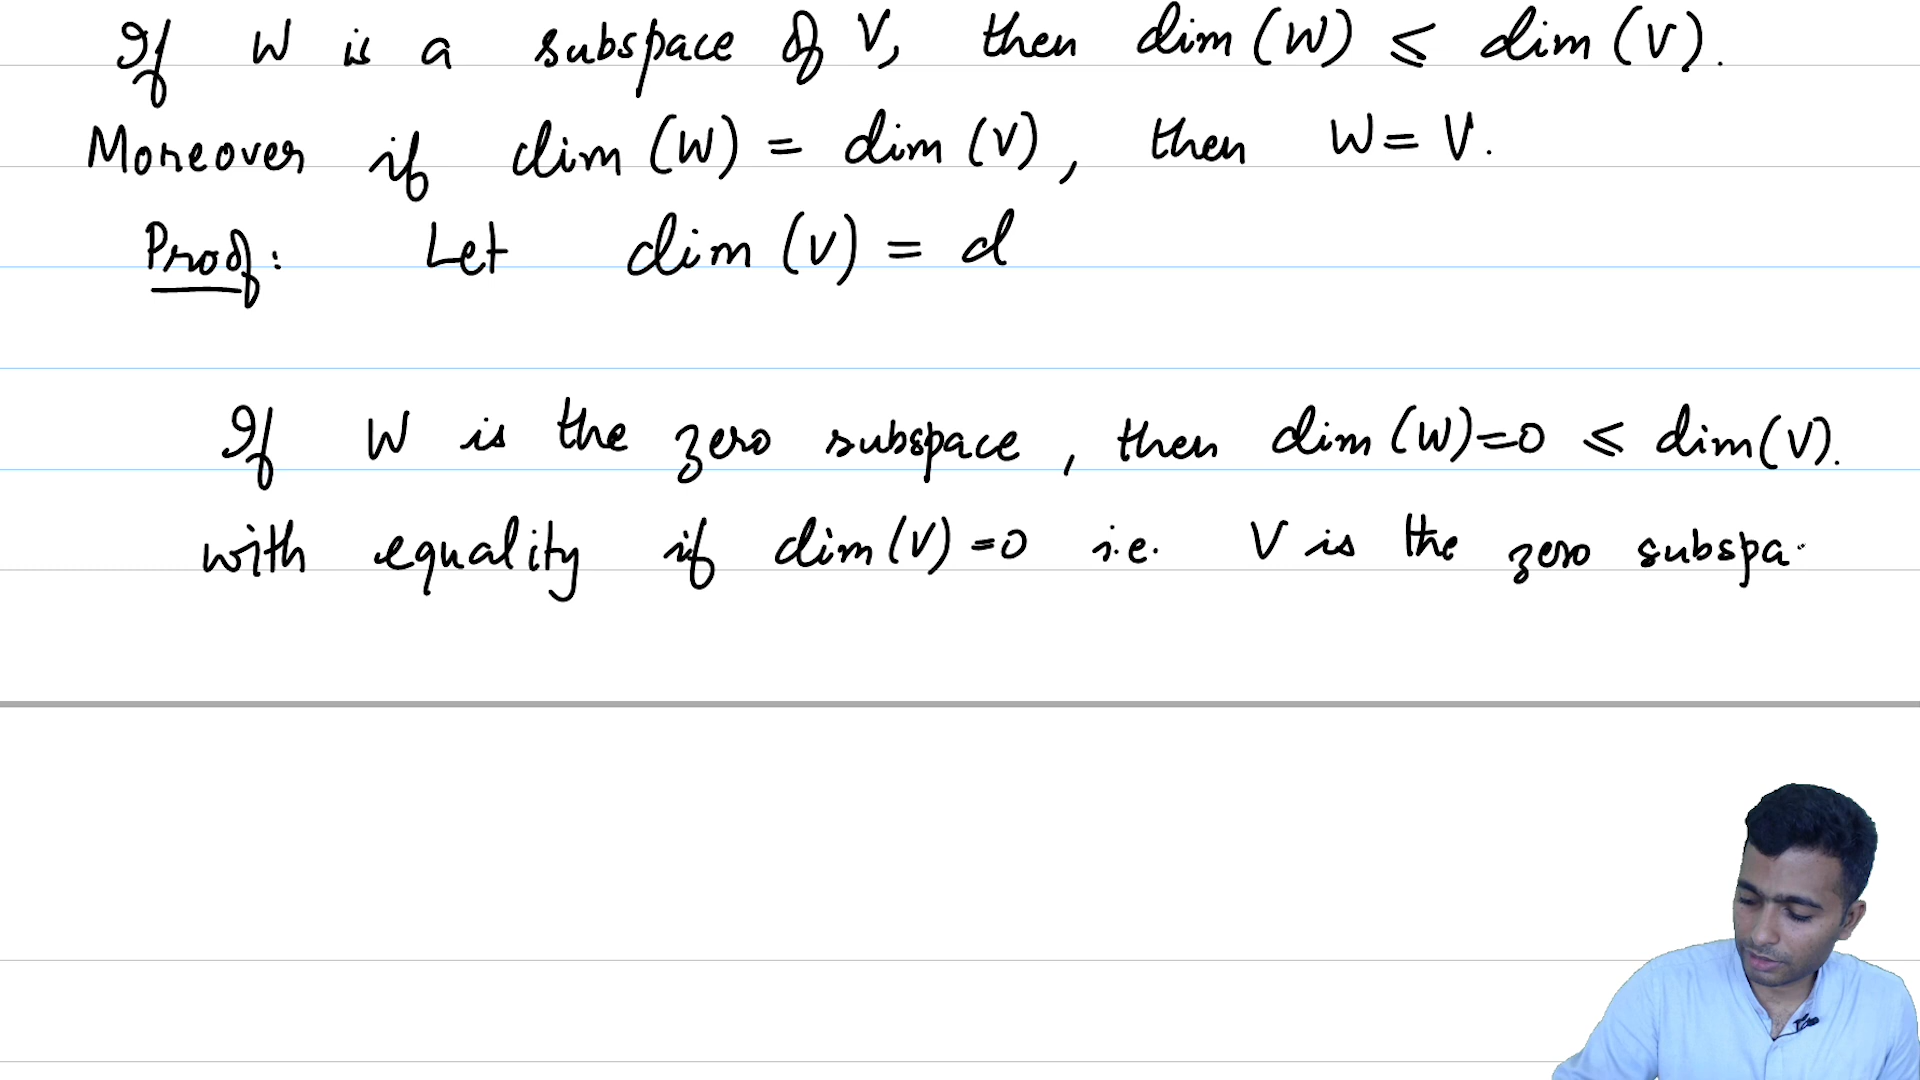 If W is a subspace of V, then dim (W) ≤ dim (V).
Moreover if dim (W) = dim (V), then W = V.
Proof: Let dim (V) = d
If W is the zero subspace, then dim (W)=0 ≤ dim(V).
with equality if dim (V) =0 i.e. V is the zero subspa